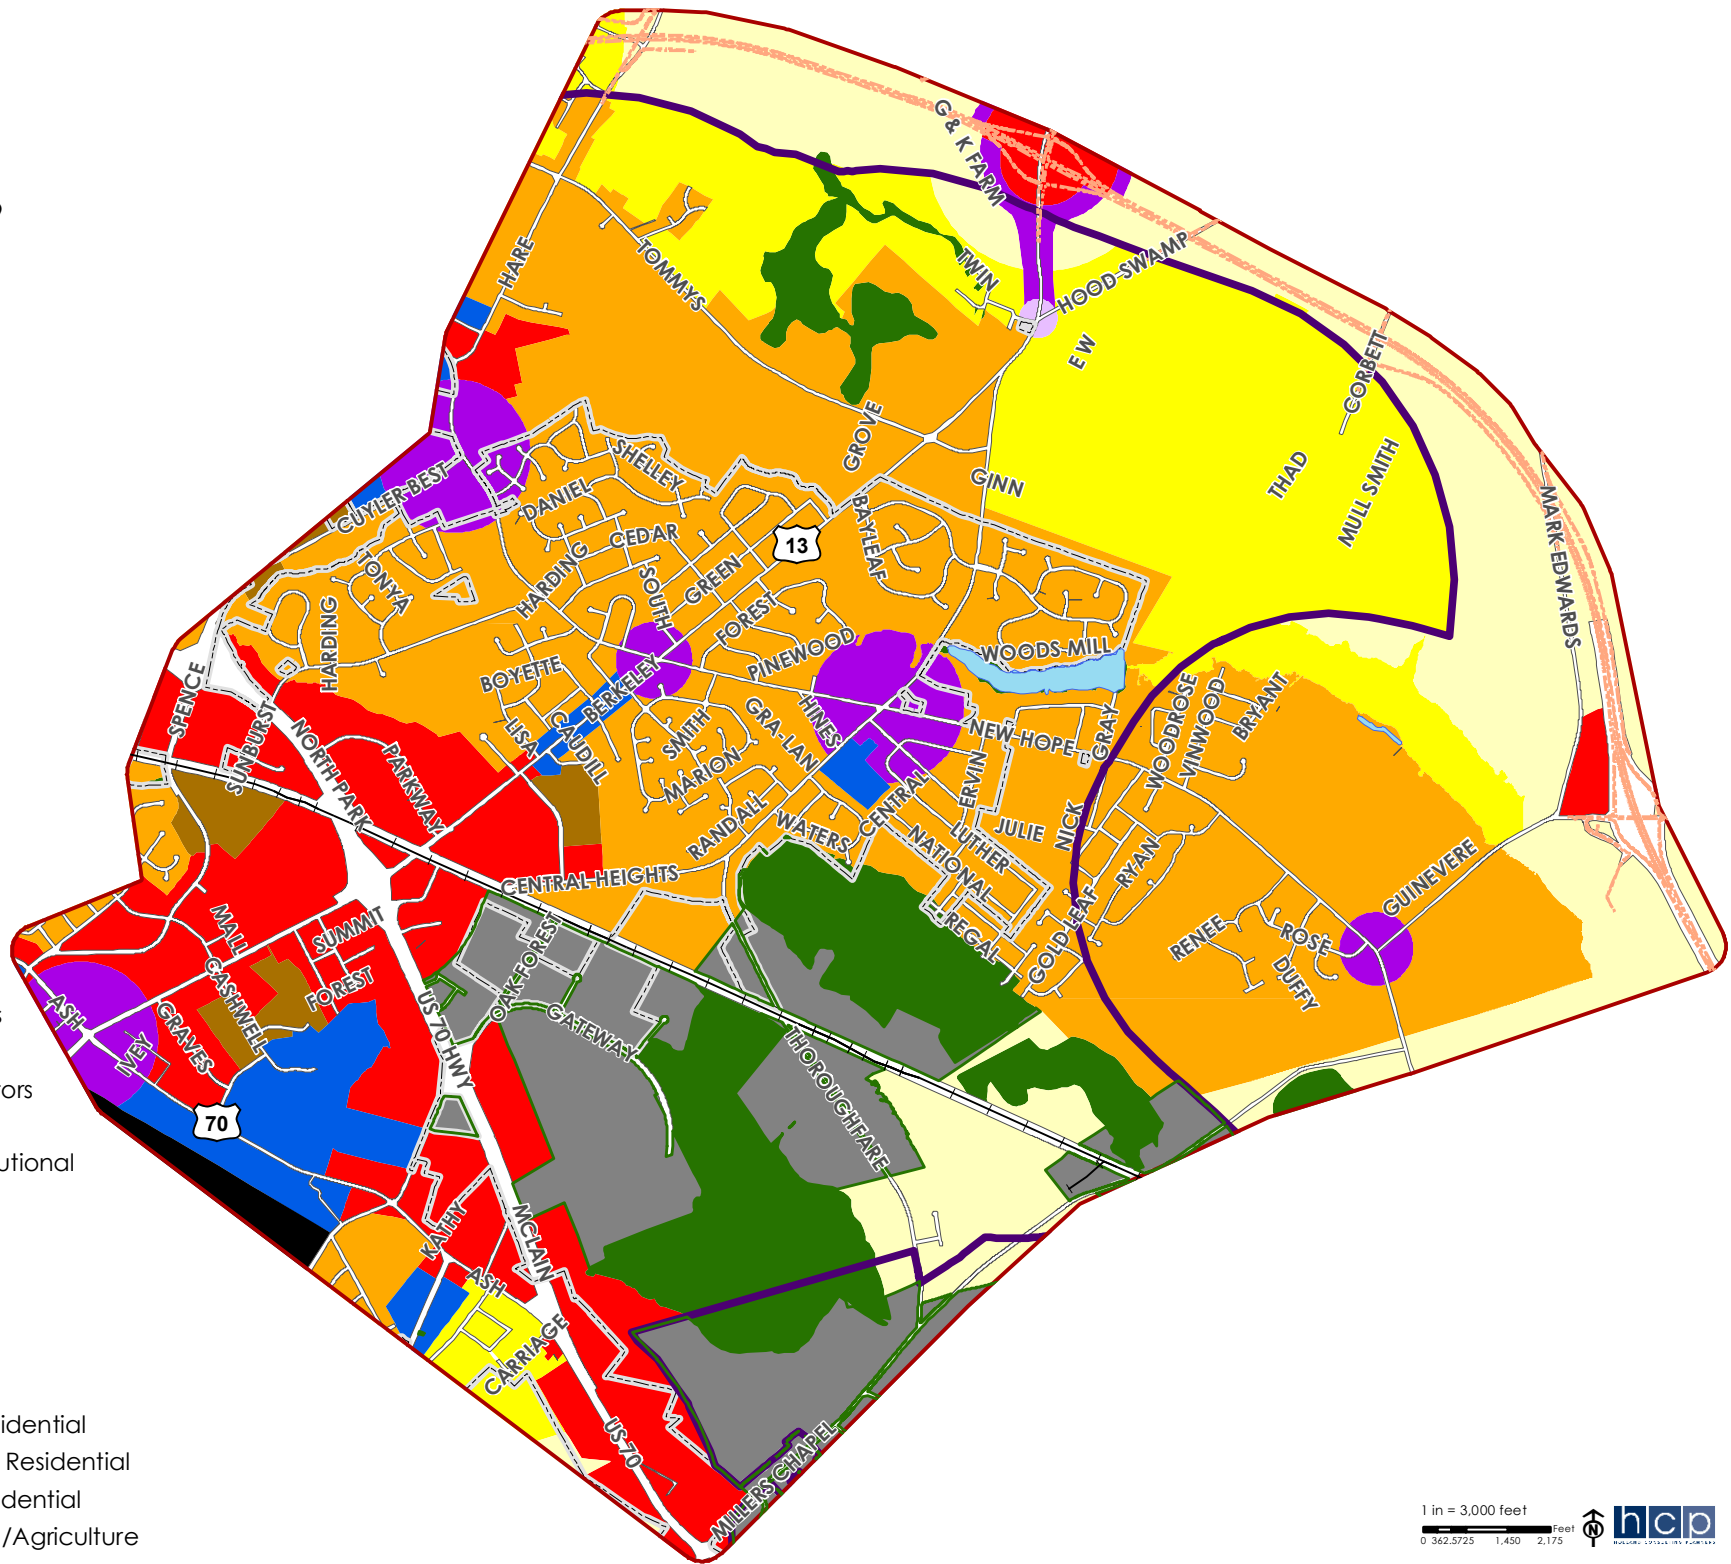 G & K FARM
HARE
TOMMYS
TWIN
HOOD-SWAMP
E W
CORBETT
GROVE
GINN
THAD
MULL SMITH
MARK EDWARDS
SHELLEY
DANIEL
CUYLER-BEST
CEDAR
13
BAYLEAF
TONYA
HARDING
HARDING
SOUTH
GREEN
FOREST
PINEWOOD
WOODS-MILL
BOYETTE
BERKELEY
SPENCE
SUNBURST
NORTH PARK
PARKWAY
LISA
CAUDILL
SMITH
MARION
GRA-LAN
HINES
NEW-HOPE
GRAY
WOODROSE
VINWOOD
BRYANT
RANDALL
WATERS
CENTRAL
ERVIN
JULIE
NICK
LUTHER
NATIONAL
RYAN
CENTRAL HEIGHTS
REGAL
GOLD LEAF
RENEE
ROSE
DUFFY
GUINEVERE
MALL
SUMMIT
CASHWELL
FOREST
OAK FOREST
GATEWAY
US 70 HWY
ASH
IVEY
GRAVES
70
THOROUGHFARE
KATHY
MCLAIN
ASH
CARRIAGE
US 70
MILLERS CHAPEL
s
ors
utional
idential
Residential
dential
/Agriculture
1 in = 3,000 feet
Feet
0 362.5725 1,450 2,175
N
hcp
HOLLAND CONSULTING PLANNERS